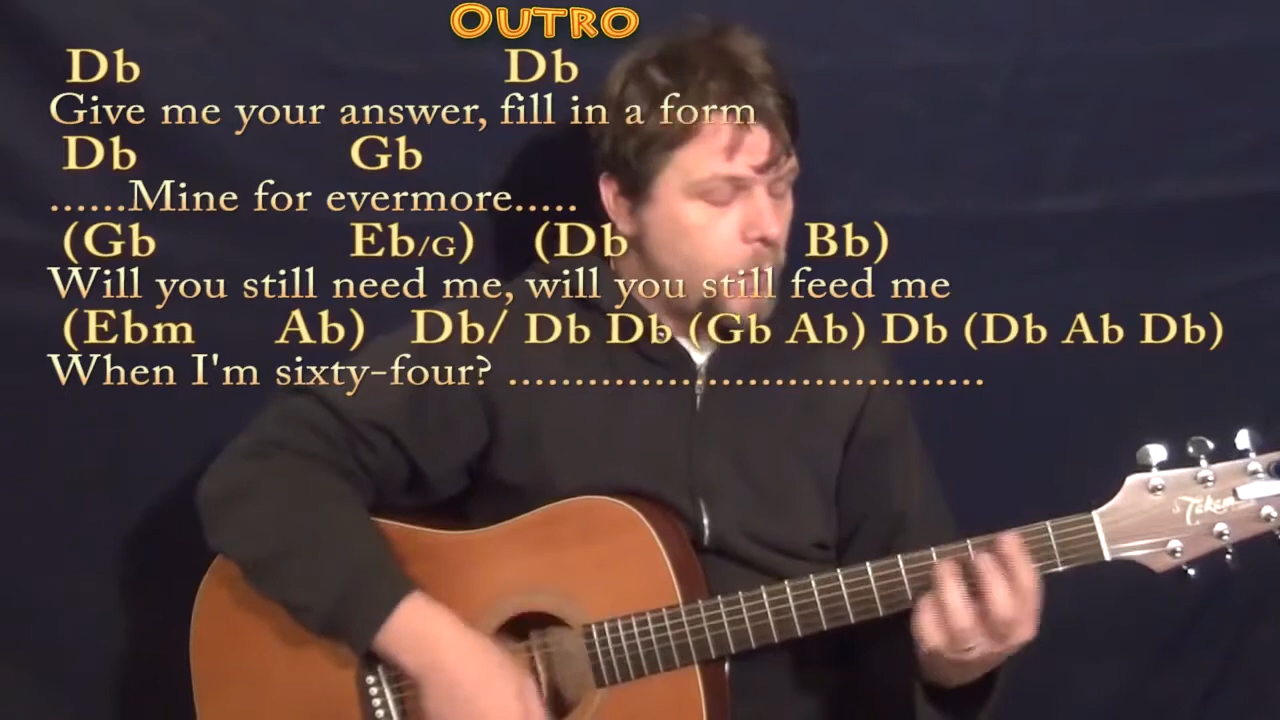 OUTRO
Db Db
Give me your answer, fill in a form
Db Gb
......Mine for evermore.....
(Gb Eb/G) (Db Bb)
Will you still need me, will you still feed me
(Ebm Ab) Db/ Db Db (Gb Ab) Db (Db Ab Db)
When I'm sixty-four? ....................................